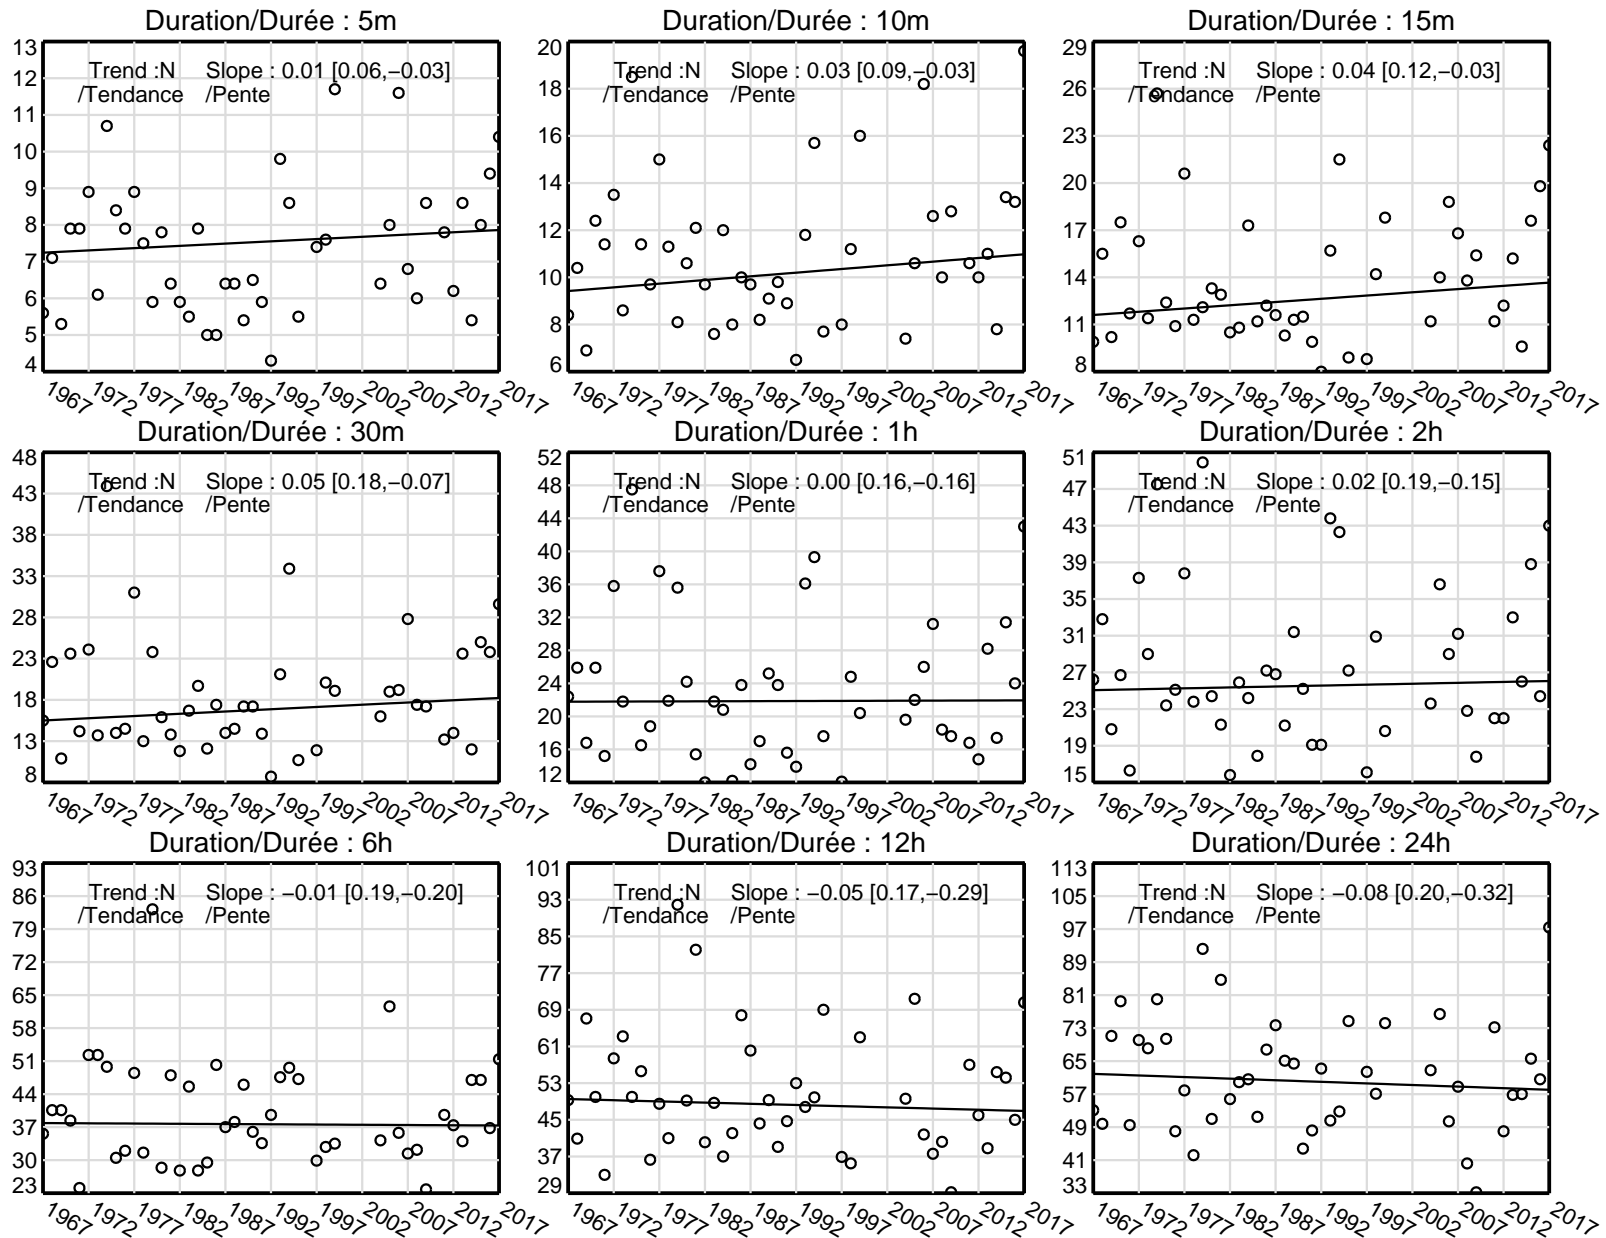 Duration/Durée : 5m
13
12
11
10
9
8
7
6
5
4
Trend :N Slope : 0.01 [0.06,−0.03]
/Tendance /Pente
1967 1972 1977 1982 1987 1992 1997 2002 2007 2012 2017
Duration/Durée : 10m
20
18
16
14
12
10
8
6
Trend :N Slope : 0.03 [0.09,−0.03]
/Tendance /Pente
1967 1972 1977 1982 1987 1992 1997 2002 2007 2012 2017
Duration/Durée : 15m
29
26
23
20
17
14
11
8
Trend :N Slope : 0.04 [0.12,−0.03]
/Tendance /Pente
1967 1972 1977 1982 1987 1992 1997 2002 2007 2012 2017
Duration/Durée : 30m
48
43
38
33
28
23
18
13
8
Trend :N Slope : 0.05 [0.18,−0.07]
/Tendance /Pente
1967 1972 1977 1982 1987 1992 1997 2002 2007 2012 2017
Duration/Durée : 1h
52
48
44
40
36
32
28
24
20
16
12
Trend :N Slope : 0.00 [0.16,−0.16]
/Tendance /Pente
1967 1972 1977 1982 1987 1992 1997 2002 2007 2012 2017
Duration/Durée : 2h
51
47
43
39
35
31
27
23
19
15
Trend :N Slope : 0.02 [0.19,−0.15]
/Tendance /Pente
1967 1972 1977 1982 1987 1992 1997 2002 2007 2012 2017
Duration/Durée : 6h
93
86
79
72
65
58
51
44
37
30
23
Trend :N Slope : −0.01 [0.19,−0.20]
/Tendance /Pente
1967 1972 1977 1982 1987 1992 1997 2002 2007 2012 2017
Duration/Durée : 12h
101
93
85
77
69
61
53
45
37
29
Trend :N Slope : −0.05 [0.17,−0.29]
/Tendance /Pente
1967 1972 1977 1982 1987 1992 1997 2002 2007 2012 2017
Duration/Durée : 24h
113
105
97
89
81
73
65
57
49
41
33
Trend :N Slope : −0.08 [0.20,−0.32]
/Tendance /Pente
1967 1972 1977 1982 1987 1992 1997 2002 2007 2012 2017